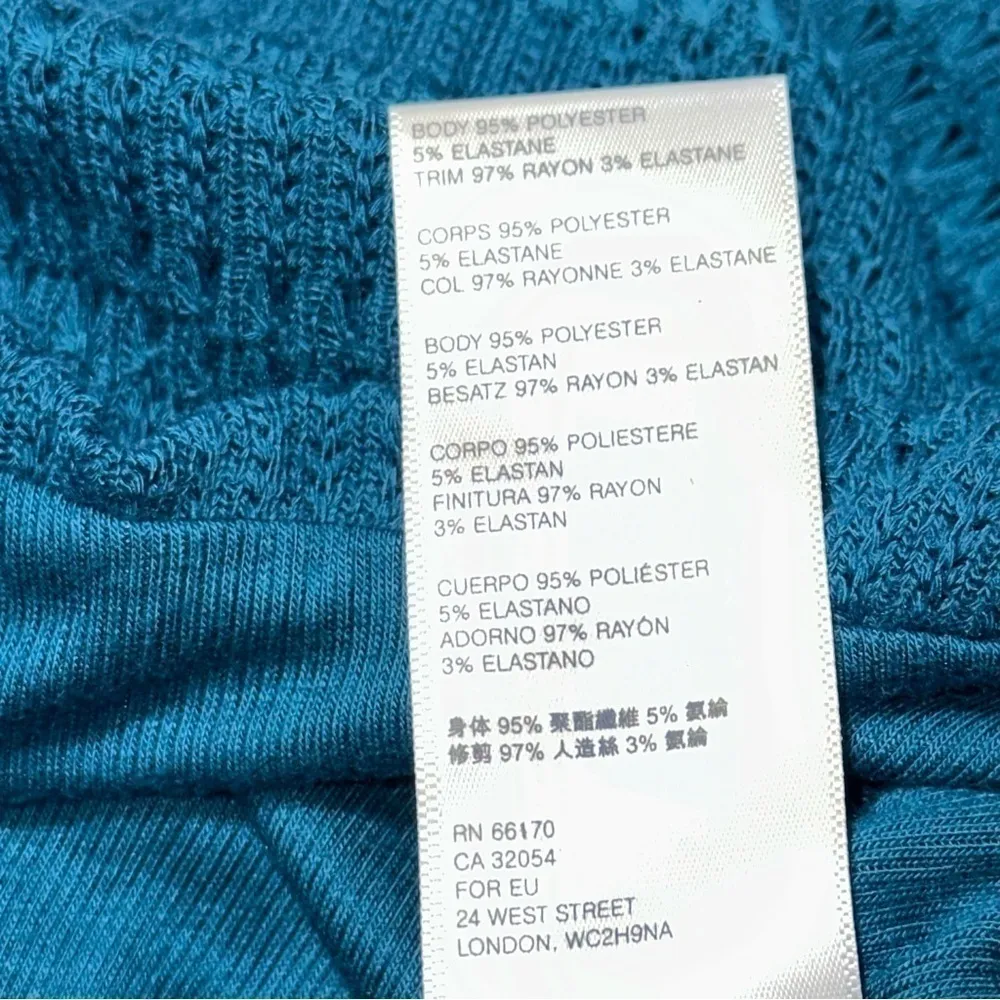 BODY 95% POLYESTER
5% ELASTANE
TRIM 97% RAYON 3% ELASTANE
CORPS 95% POLYESTER
5% ELASTANE
COL 97% RAYONNE 3% ELASTANE
BODY 95% POLYESTER
5% ELASTAN
BESATZ 97% RAYON 3% ELASTAN
CORPO 95% POLIESTERE
5% ELASTAN
FINITURA 97% RAYON
3% ELASTAN
CUERPO 95% POLIÉSTER
5% ELASTANO
ADORNO 97% RAYÓN
3% ELASTANO
身体 95% 聚酯纖維 5% 氨綸
修剪 97% 人造絲 3% 氨綸
RN 66170
CA 32054
FOR EU
24 WEST STREET
LONDON, WC2H9NA